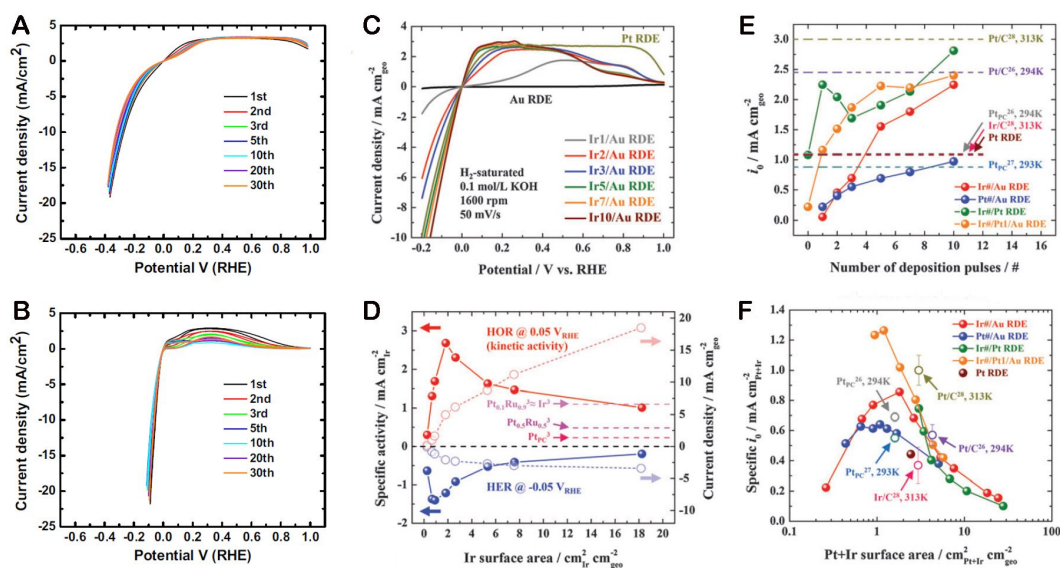 A
Current density (mA/cm²)
5
0
-5
-10
-15
-20
-25
1st
2nd
3rd
5th
10th
20th
30th
-0.6 -0.4 -0.2 0.0 0.2 0.4 0.6 0.8 1.0
Potential V (RHE)
B
Current density (mA/cm²)
5
0
-5
-10
-15
-20
-25
1st
2nd
3rd
5th
10th
20th
30th
-0.6 -0.4 -0.2 0.0 0.2 0.4 0.6 0.8 1.0
Potential V (RHE)
C
Current density / mA cm⁻²geo
4
2
0
-2
-4
-6
-8
-10
Pt RDE
Au RDE
Ir1/Au RDE
Ir2/Au RDE
Ir3/Au RDE
Ir5/Au RDE
Ir7/Au RDE
Ir10/Au RDE
H₂-saturated
0.1 mol/L KOH
1600 rpm
50 mV/s
-0.2 0.0 0.2 0.4 0.6 0.8 1.0
Potential / V vs. RHE
D
Specific activity / mA cm⁻²Ir
3
2
1
0
-1
-2
HOR @ 0.05 VRHE
(kinetic activity)
Pt0.1Ru0.9³≈ Ir³
Pt0.5Ru0.5³
PtPC³
HER @ -0.05 VRHE
20
15
10
5
0
-5
-10
Current density / mA cm⁻²geo
0 2 4 6 8 10 12 14 16 18 20
Ir surface area / cm²Ir cm⁻²geo
E
i₀ / mA cm⁻²geo
3.0
2.5
2.0
1.5
1.0
0.5
0.0
Pt/C²⁸, 313K
Pt/C²⁶, 294K
PtPC²⁶, 294K
Ir/C²⁸, 313K
Pt RDE
PtPC²⁷, 293K
Ir#/Au RDE
Pt#/Au RDE
Ir#/Pt RDE
Ir#/Pt1/Au RDE
0 2 4 6 8 10 12 14 16
Number of deposition pulses / #
F
Specific i₀ / mA cm⁻²Pt+Ir
1.4
1.2
1.0
0.8
0.6
0.4
0.2
0.0
Ir#/Au RDE
Pt#/Au RDE
Ir#/Pt RDE
Ir#/Pt1/Au RDE
Pt RDE
PtPC²⁶, 294K
Pt/C²⁸, 313K
PtPC²⁷, 293K
Pt/C²⁶, 294K
Ir/C²⁸, 313K
0.1 1 10 100
Pt+Ir surface area / cm²Pt+Ir cm⁻²geo